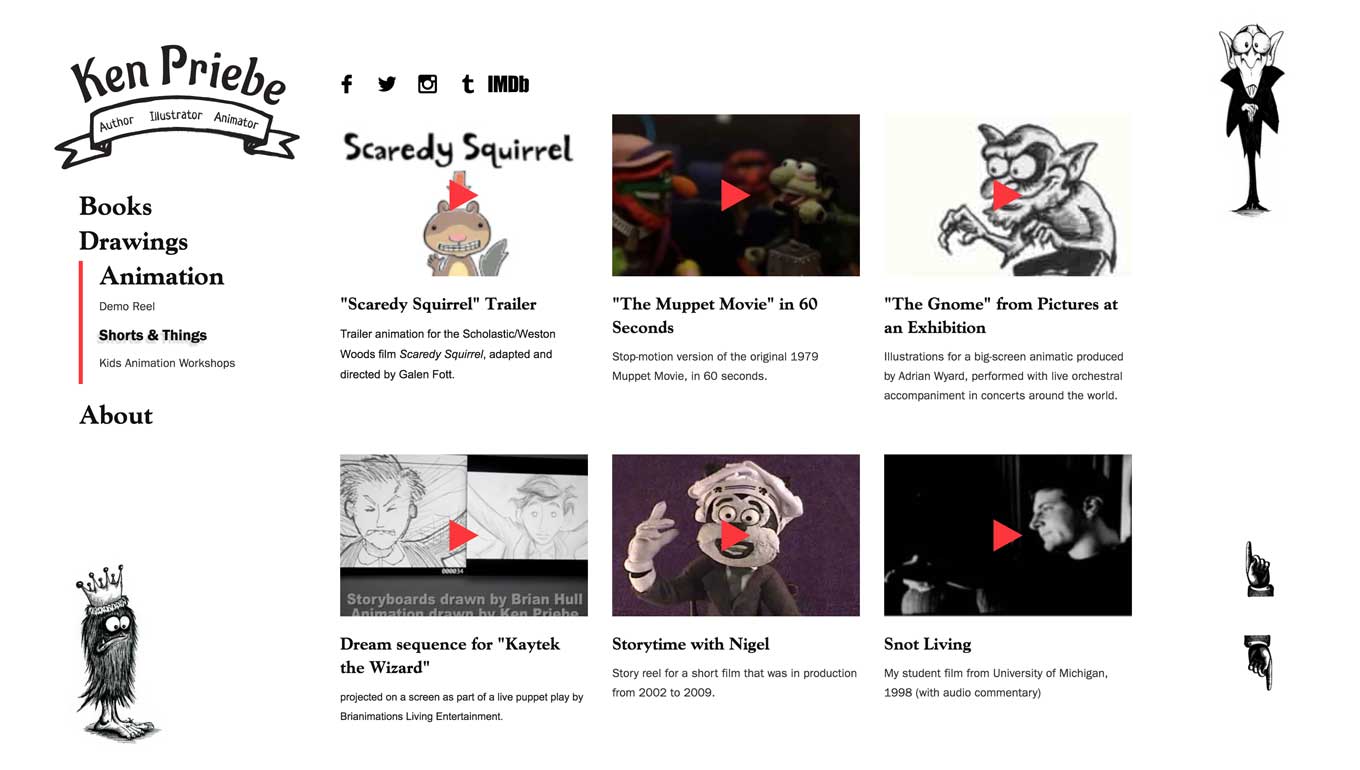 Ken Priebe
Author Illustrator Animator
IMDb
Books
Drawings
Animation
Demo Reel
Shorts & Things
Kids Animation Workshops
About
Scaredy Squirrel
"Scaredy Squirrel" Trailer
Trailer animation for the Scholastic/Weston
Woods film Scaredy Squirrel, adapted and
directed by Galen Fott.
"The Muppet Movie" in 60
Seconds
Stop-motion version of the original 1979
Muppet Movie, in 60 seconds.
"The Gnome" from Pictures at
an Exhibition
Illustrations for a big-screen animatic produced
by Adrian Wyard, performed with live orchestral
accompaniment in concerts around the world.
000034
Storyboards drawn by Brian Hull
Animation drawn by Ken Priebe
Dream sequence for "Kaytek
the Wizard"
projected on a screen as part of a live puppet play by
Brianimations Living Entertainment.
Storytime with Nigel
Story reel for a short film that was in production
from 2002 to 2009.
Snot Living
My student film from University of Michigan,
1998 (with audio commentary)